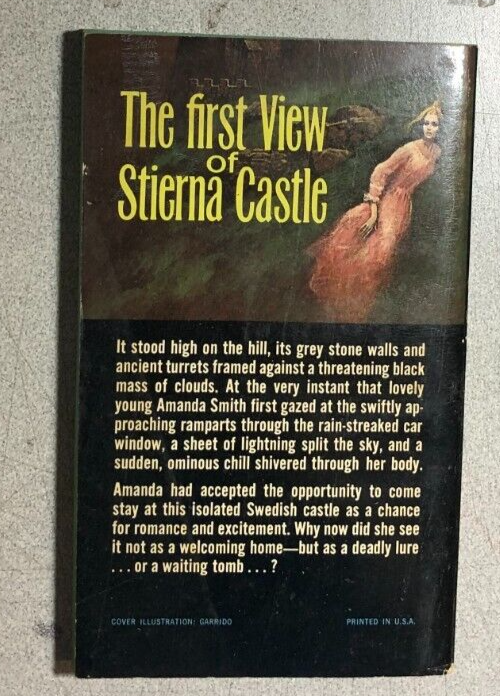 The first View
of
Stierna Castle
It stood high on the hill, its grey stone walls and
ancient turrets framed against a threatening black
mass of clouds. At the very instant that lovely
young Amanda Smith first gazed at the swiftly ap-
proaching ramparts through the rain-streaked car
window, a sheet of lightning split the sky, and a
sudden, ominous chill shivered through her body.
Amanda had accepted the opportunity to come
stay at this isolated Swedish castle as a chance
for romance and excitement. Why now did she see
it not as a welcoming home—but as a deadly lure
... or a waiting tomb ... ?
COVER ILLUSTRATION: GARRIDO
PRINTED IN U.S.A.